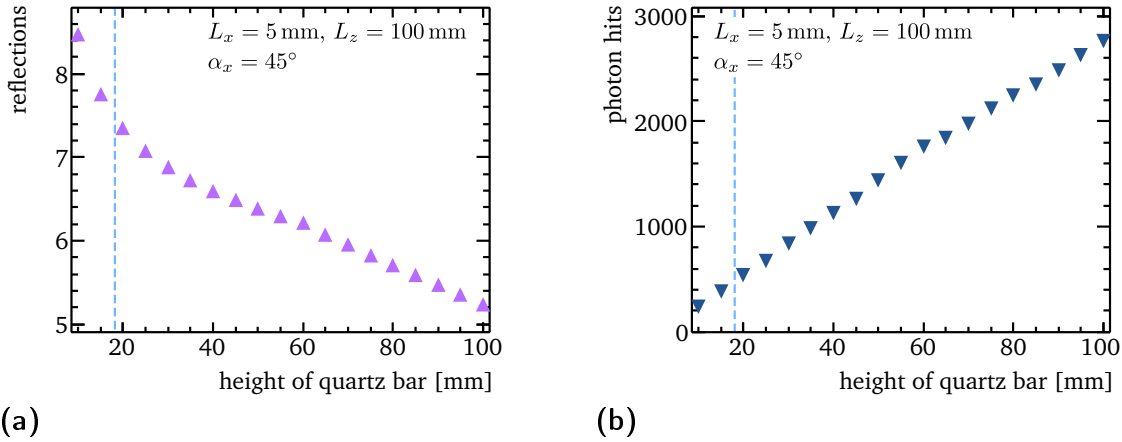 reflections
8
7
6
5
L_x = 5 mm, L_z = 100 mm
α_x = 45°
20 40 60 80 100
height of quartz bar [mm]
(a)
photon hits
3000
2000
1000
0
L_x = 5 mm, L_z = 100 mm
α_x = 45°
20 40 60 80 100
height of quartz bar [mm]
(b)